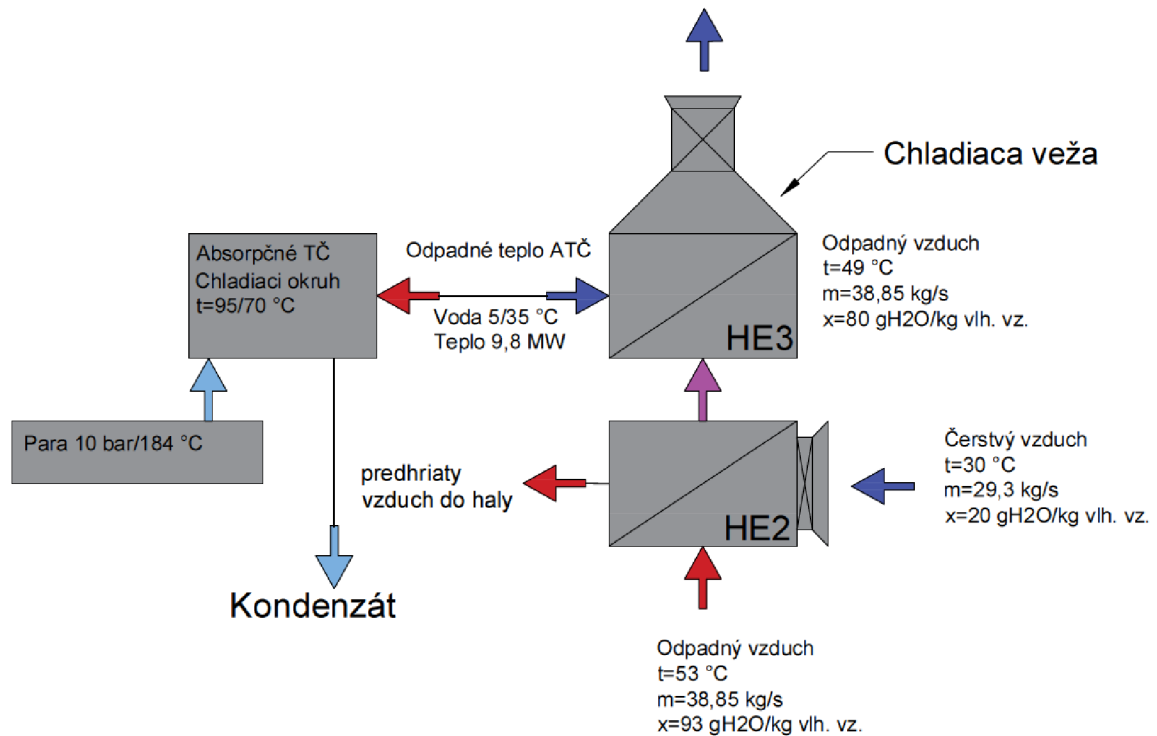 Chladiaca veža
Absorpčné TČ
Chladiaci okruh
t=95/70 °C
Odpadné teplo ATČ
Voda 5/35 °C
Teplo 9,8 MW
Odpadný vzduch
t=49 °C
m=38,85 kg/s
x=80 gH2O/kg vlh. vz.
HE3
Para 10 bar/184 °C
predhriaty
vzduch do haly
HE2
Čerstvý vzduch
t=30 °C
m=29,3 kg/s
x=20 gH2O/kg vlh. vz.
Kondenzát
Odpadný vzduch
t=53 °C
m=38,85 kg/s
x=93 gH2O/kg vlh. vz.